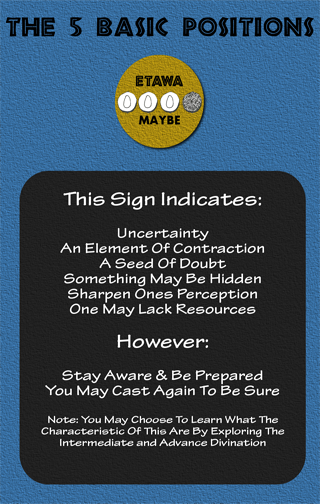 THE 5 BASIC POSITIONS
ETAWA
MAYBE
This Sign Indicates:
Uncertainty
An Element Of Contraction
A Seed Of Doubt
Something May Be Hidden
Sharpen Ones Perception
One May Lack Resources
However:
Stay Aware & Be Prepared
You May Cast Again To Be Sure
Note: You May Choose To Learn What The
Characteristic Of This Are By Exploring The
Intermediate and Advance Divination